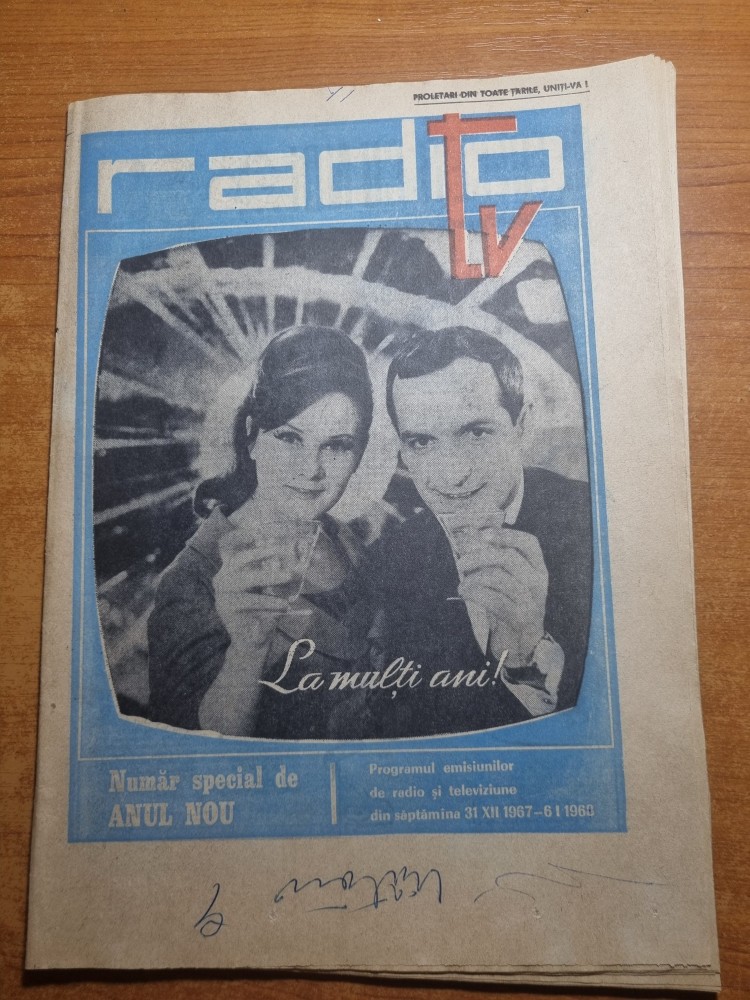 PROLETARI DIN TOATE ȚĂRILE, UNIȚI-VĂ !
radio
tv
La mulți ani!
Număr special de
ANUL NOU
Programul emisiunilor
de radio și televiziune
din săptămîna 31 XII 1967—6 I 1968